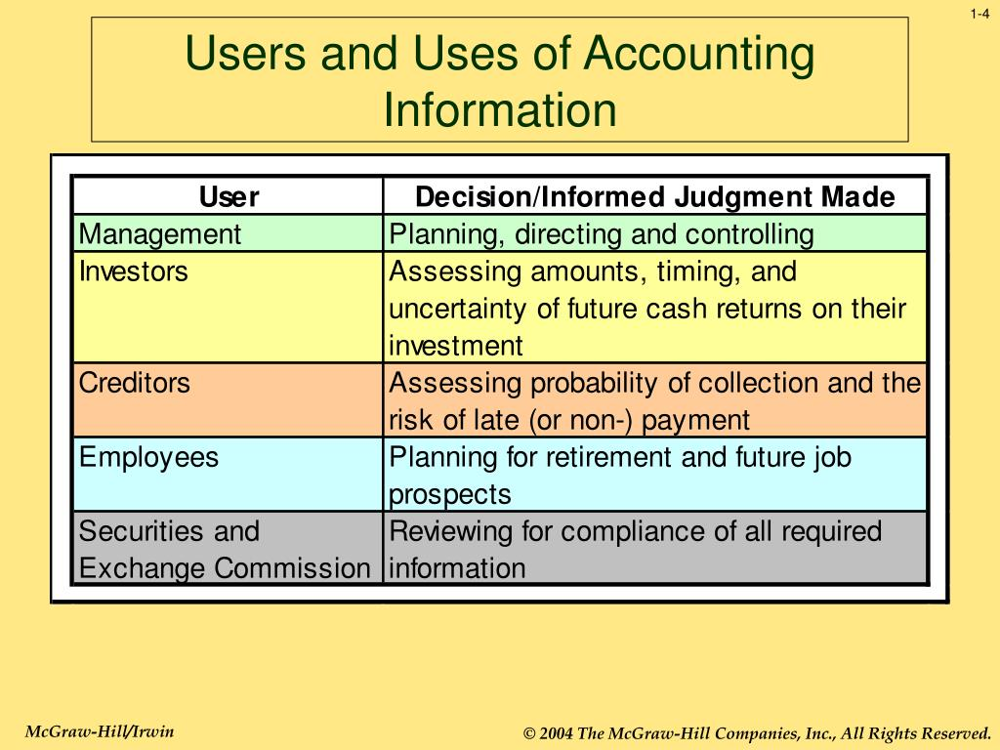 1-4
Users and Uses of Accounting
Information
User
Decision/Informed Judgment Made
Management
Planning, directing and controlling
Investors
Assessing amounts, timing, and
uncertainty of future cash returns on their
investment
Creditors
Assessing probability of collection and the
risk of late (or non-) payment
Employees
Planning for retirement and future job
prospects
Securities and
Exchange Commission
Reviewing for compliance of all required
information
McGraw-Hill/Irwin
© 2004 The McGraw-Hill Companies, Inc., All Rights Reserved.